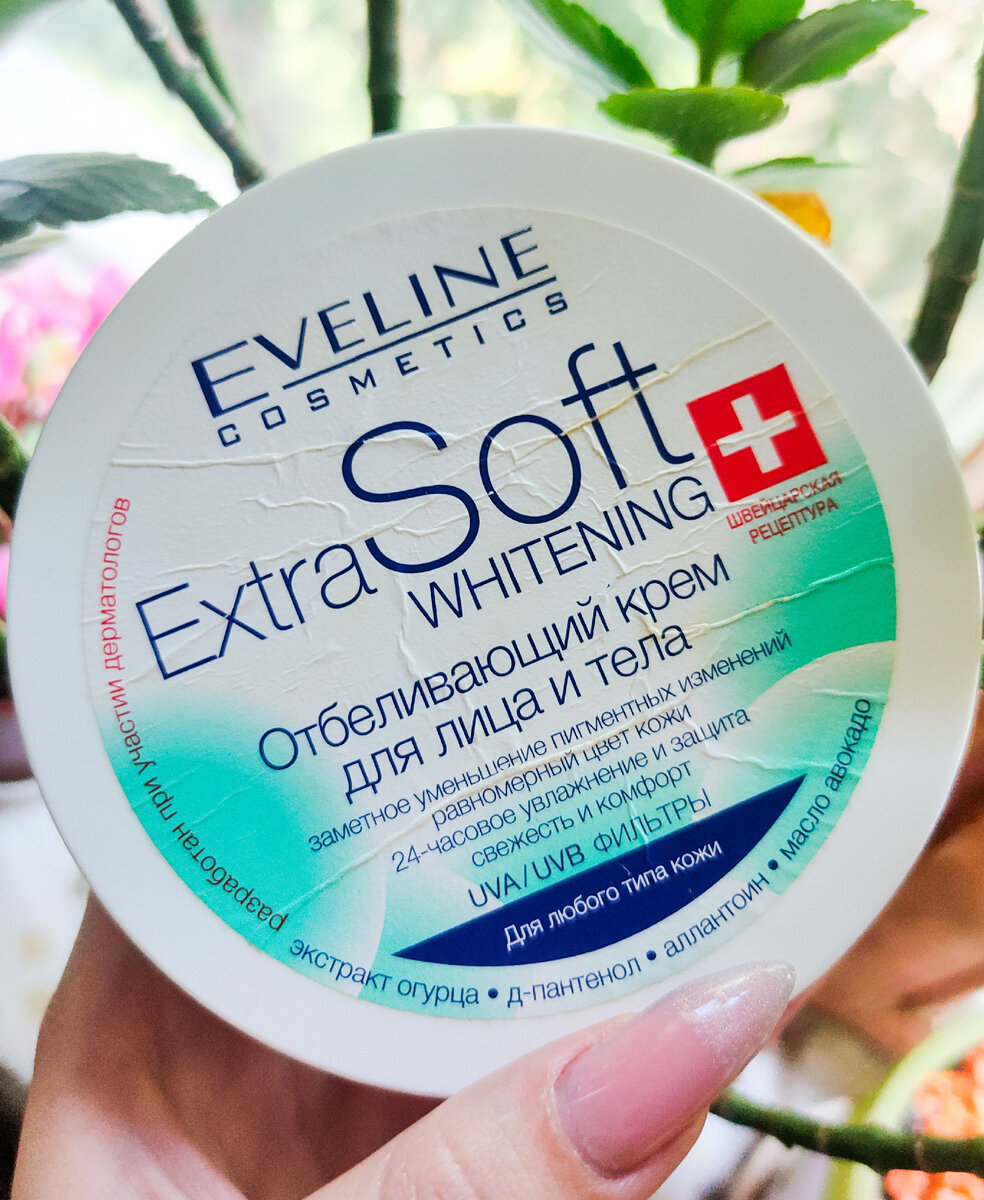 EVELINE
COSMETICS
Extra Soft
WHITENING
ШВЕЙЦАРСКАЯ
РЕЦЕПТУРА
Отбеливающий крем
для лица и тела
заметное уменьшение пигментных изменений
равномерный цвет кожи
24-часовое увлажнение и защита
свежесть и комфорт
UVA/UVB ФИЛЬТРЫ
Для любого типа кожи
разработан при участии дерматологов
экстракт огурца • д-пантенол • аллантоин • масло авокадо